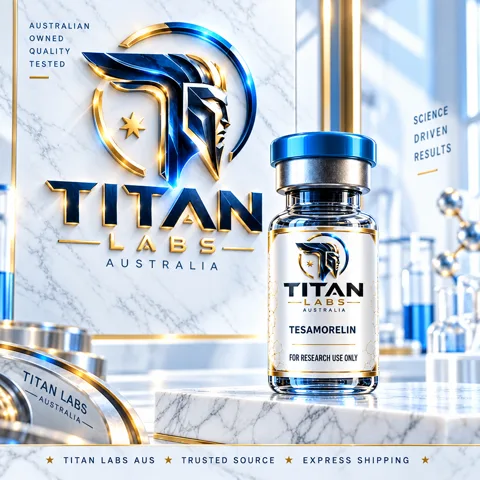 AUSTRALIAN
OWNED
QUALITY
TESTED
TITAN
LABS
AUSTRALIA
SCIENCE
DRIVEN
RESULTS
TITAN
LABS
AUSTRALIA
TESAMORELIN
FOR RESEARCH USE ONLY
TITAN LABS
AUSTRALIA
★ TITAN LABS AUS ★ TRUSTED SOURCE ★ EXPRESS SHIPPING ★